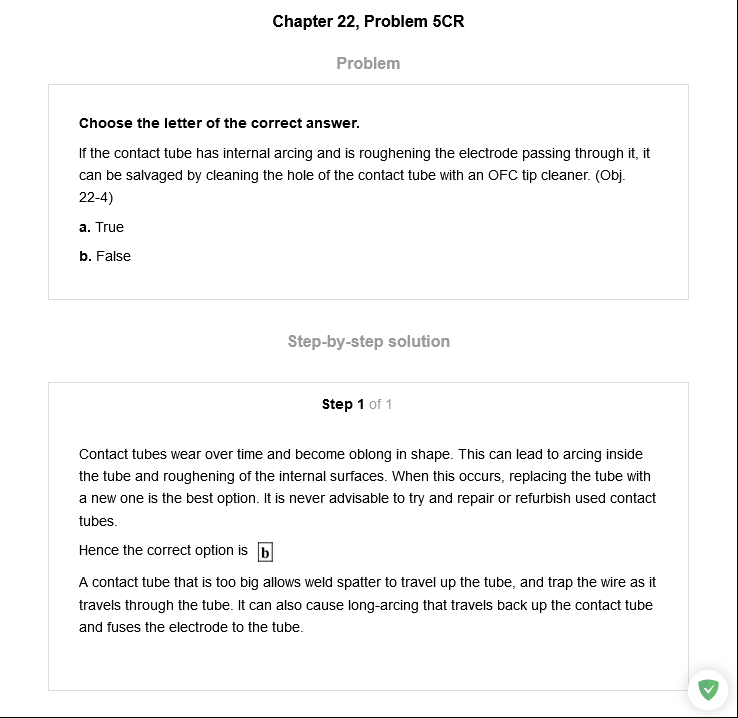 Chapter 22, Problem 5CR
Problem
Choose the letter of the correct answer.
If the contact tube has internal arcing and is roughening the electrode passing through it, it
can be salvaged by cleaning the hole of the contact tube with an OFC tip cleaner. (Obj.
22-4)
a. True
b. False
Step-by-step solution
Step 1 of 1
Contact tubes wear over time and become oblong in shape. This can lead to arcing inside
the tube and roughening of the internal surfaces. When this occurs, replacing the tube with
a new one is the best option. It is never advisable to try and repair or refurbish used contact
tubes.
Hence the correct option is b
A contact tube that is too big allows weld spatter to travel up the tube, and trap the wire as it
travels through the tube. It can also cause long-arcing that travels back up the contact tube
and fuses the electrode to the tube.